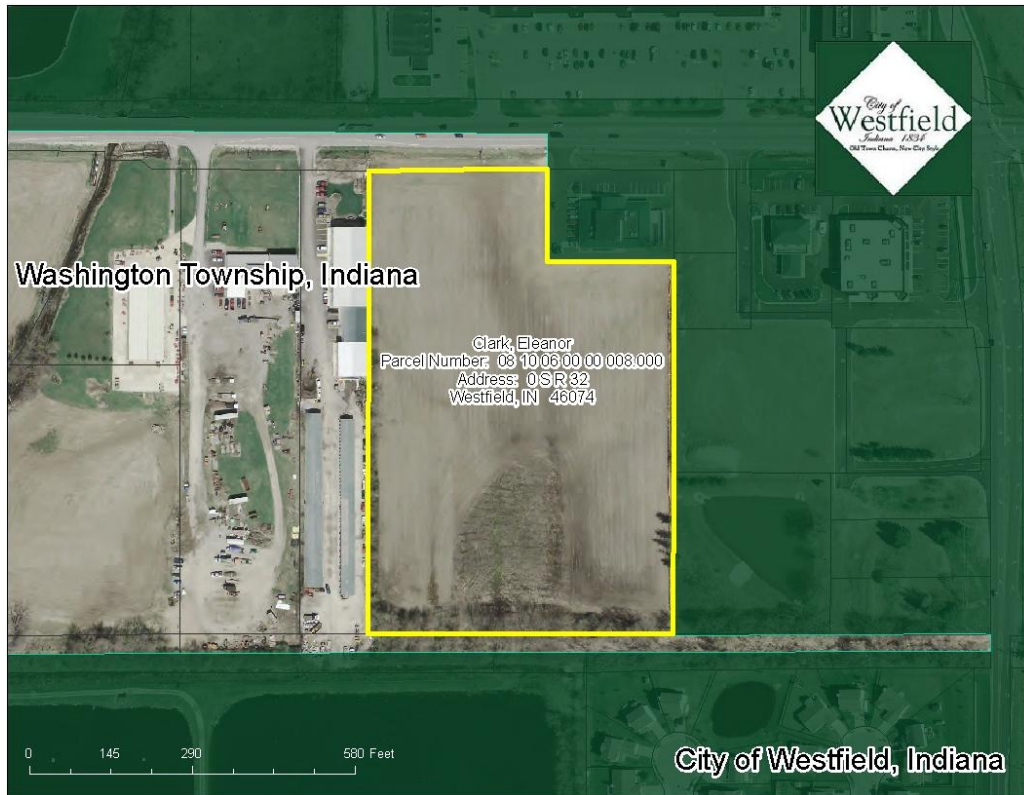 City of
Westfield
Indiana 1834
Old Town Charm, New City Style
Washington Township, Indiana
Clark, Eleanor
Parcel Number: 08 10 06 00 00 008.000
Address: 0 S R 32
Westfield, IN 46074
0 145 290 580 Feet
City of Westfield, Indiana